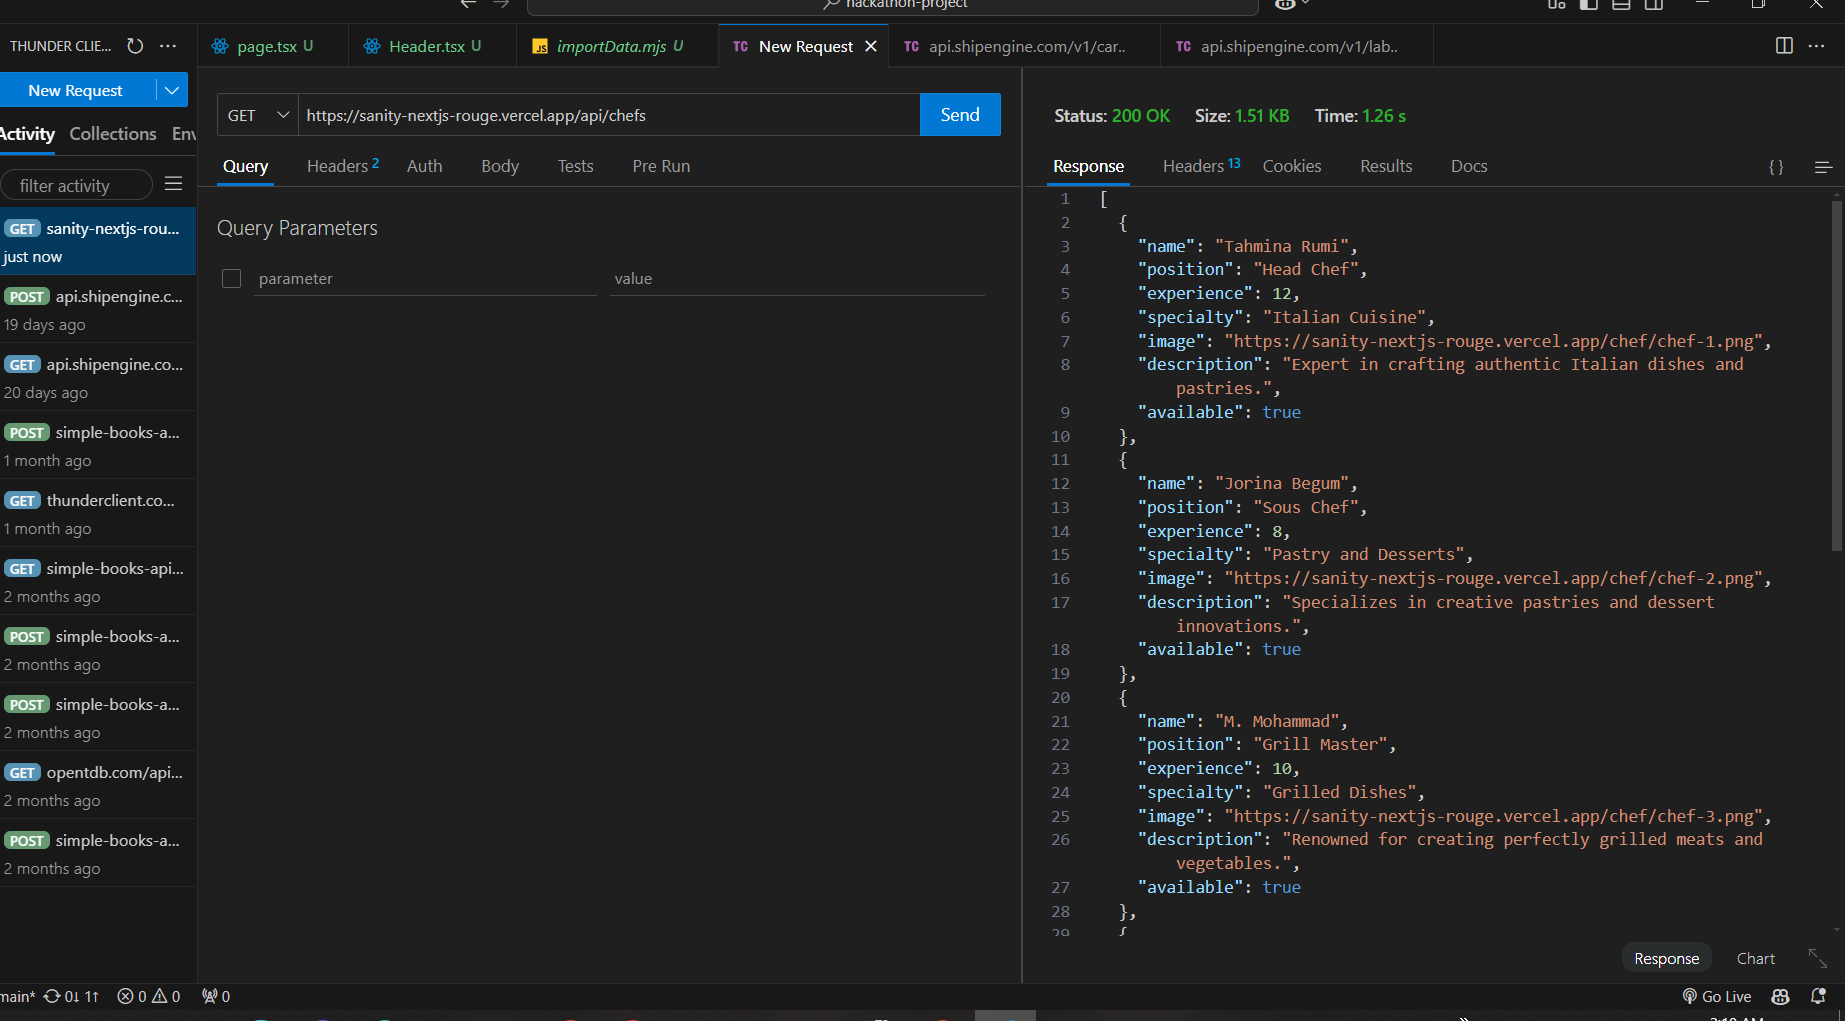 hackathon-project
THUNDER CLIE...
page.tsx U
Header.tsx U
JS importData.mjs U
TC New Request
TC api.shipengine.com/v1/car..
TC api.shipengine.com/v1/lab..
New Request
Activity Collections Env
filter activity
GET sanity-nextjs-rou...
just now
POST api.shipengine.c...
19 days ago
GET api.shipengine.co...
20 days ago
POST simple-books-a...
1 month ago
GET thunderclient.co...
1 month ago
GET simple-books-api...
2 months ago
POST simple-books-a...
2 months ago
POST simple-books-a...
2 months ago
GET opentdb.com/api...
2 months ago
POST simple-books-a...
2 months ago
GET https://sanity-nextjs-rouge.vercel.app/api/chefs Send
Query Headers 2 Auth Body Tests Pre Run
Query Parameters
parameter value
Status: 200 OK Size: 1.51 KB Time: 1.26 s
Response Headers 13 Cookies Results Docs {}
1 [
2 {
3 "name": "Tahmina Rumi",
4 "position": "Head Chef",
5 "experience": 12,
6 "specialty": "Italian Cuisine",
7 "image": "https://sanity-nextjs-rouge.vercel.app/chef/chef-1.png",
8 "description": "Expert in crafting authentic Italian dishes and
pastries.",
9 "available": true
10 },
11 {
12 "name": "Jorina Begum",
13 "position": "Sous Chef",
14 "experience": 8,
15 "specialty": "Pastry and Desserts",
16 "image": "https://sanity-nextjs-rouge.vercel.app/chef/chef-2.png",
17 "description": "Specializes in creative pastries and dessert
innovations.",
18 "available": true
19 },
20 {
21 "name": "M. Mohammad",
22 "position": "Grill Master",
23 "experience": 10,
24 "specialty": "Grilled Dishes",
25 "image": "https://sanity-nextjs-rouge.vercel.app/chef/chef-3.png",
26 "description": "Renowned for creating perfectly grilled meats and
vegetables.",
27 "available": true
28 },
29 {
Response Chart
main* 0↓ 1↑ 0 0 0
Go Live